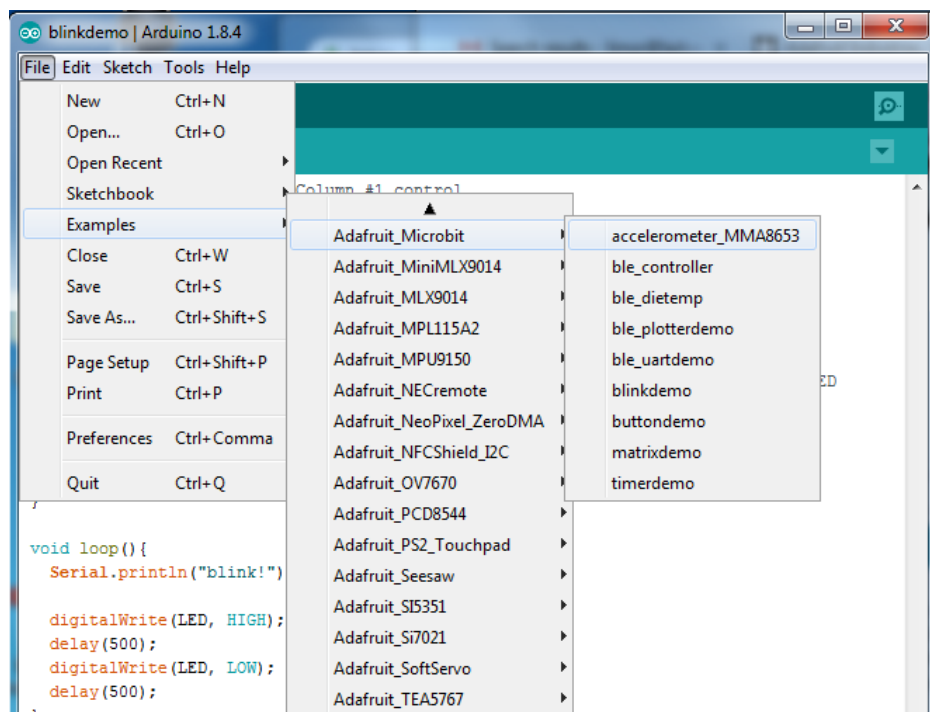 blinkdemo | Arduino 1.8.4
File Edit Sketch Tools Help
New Ctrl+N
Open... Ctrl+O
Open Recent
Sketchbook
Examples
Close Ctrl+W
Save Ctrl+S
Save As... Ctrl+Shift+S
Page Setup Ctrl+Shift+P
Print Ctrl+P
Preferences Ctrl+Comma
Quit Ctrl+Q
Column #1 control
Adafruit_Microbit
Adafruit_MiniMLX9014
Adafruit_MLX9014
Adafruit_MPL115A2
Adafruit_MPU9150
Adafruit_NECremote
Adafruit_NeoPixel_ZeroDMA
Adafruit_NFCShield_I2C
Adafruit_OV7670
Adafruit_PCD8544
Adafruit_PS2_Touchpad
Adafruit_Seesaw
Adafruit_SI5351
Adafruit_Si7021
Adafruit_SoftServo
Adafruit_TEA5767
accelerometer_MMA8653
ble_controller
ble_dietemp
ble_plotterdemo
ble_uartdemo
blinkdemo
buttondemo
matrixdemo
timerdemo
ED
}
void loop(){
Serial.println("blink!")
digitalWrite(LED, HIGH);
delay(500);
digitalWrite(LED, LOW);
delay(500);